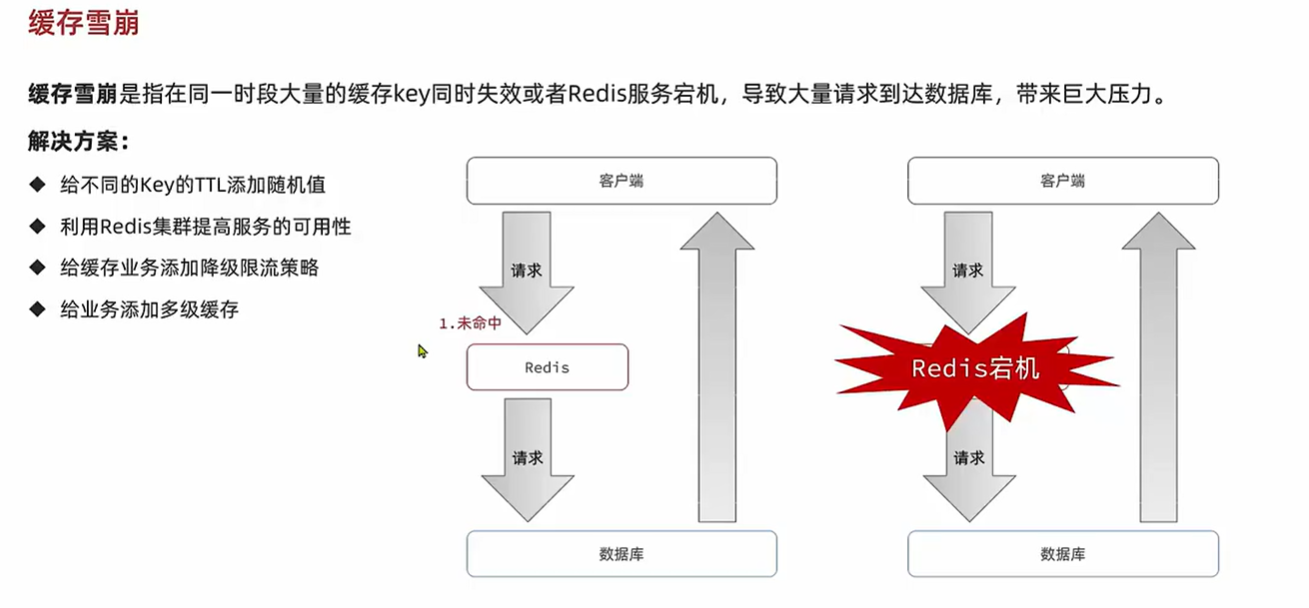 缓存雪崩
缓存雪崩是指在同一时段大量的缓存key同时失效或者Redis服务宕机，导致大量请求到达数据库，带来巨大压力。
解决方案：
◆ 给不同的Key的TTL添加随机值
◆ 利用Redis集群提高服务的可用性
◆ 给缓存业务添加降级限流策略
◆ 给业务添加多级缓存
客户端
请求
1.未命中
Redis
请求
数据库
客户端
请求
Redis宕机
请求
数据库